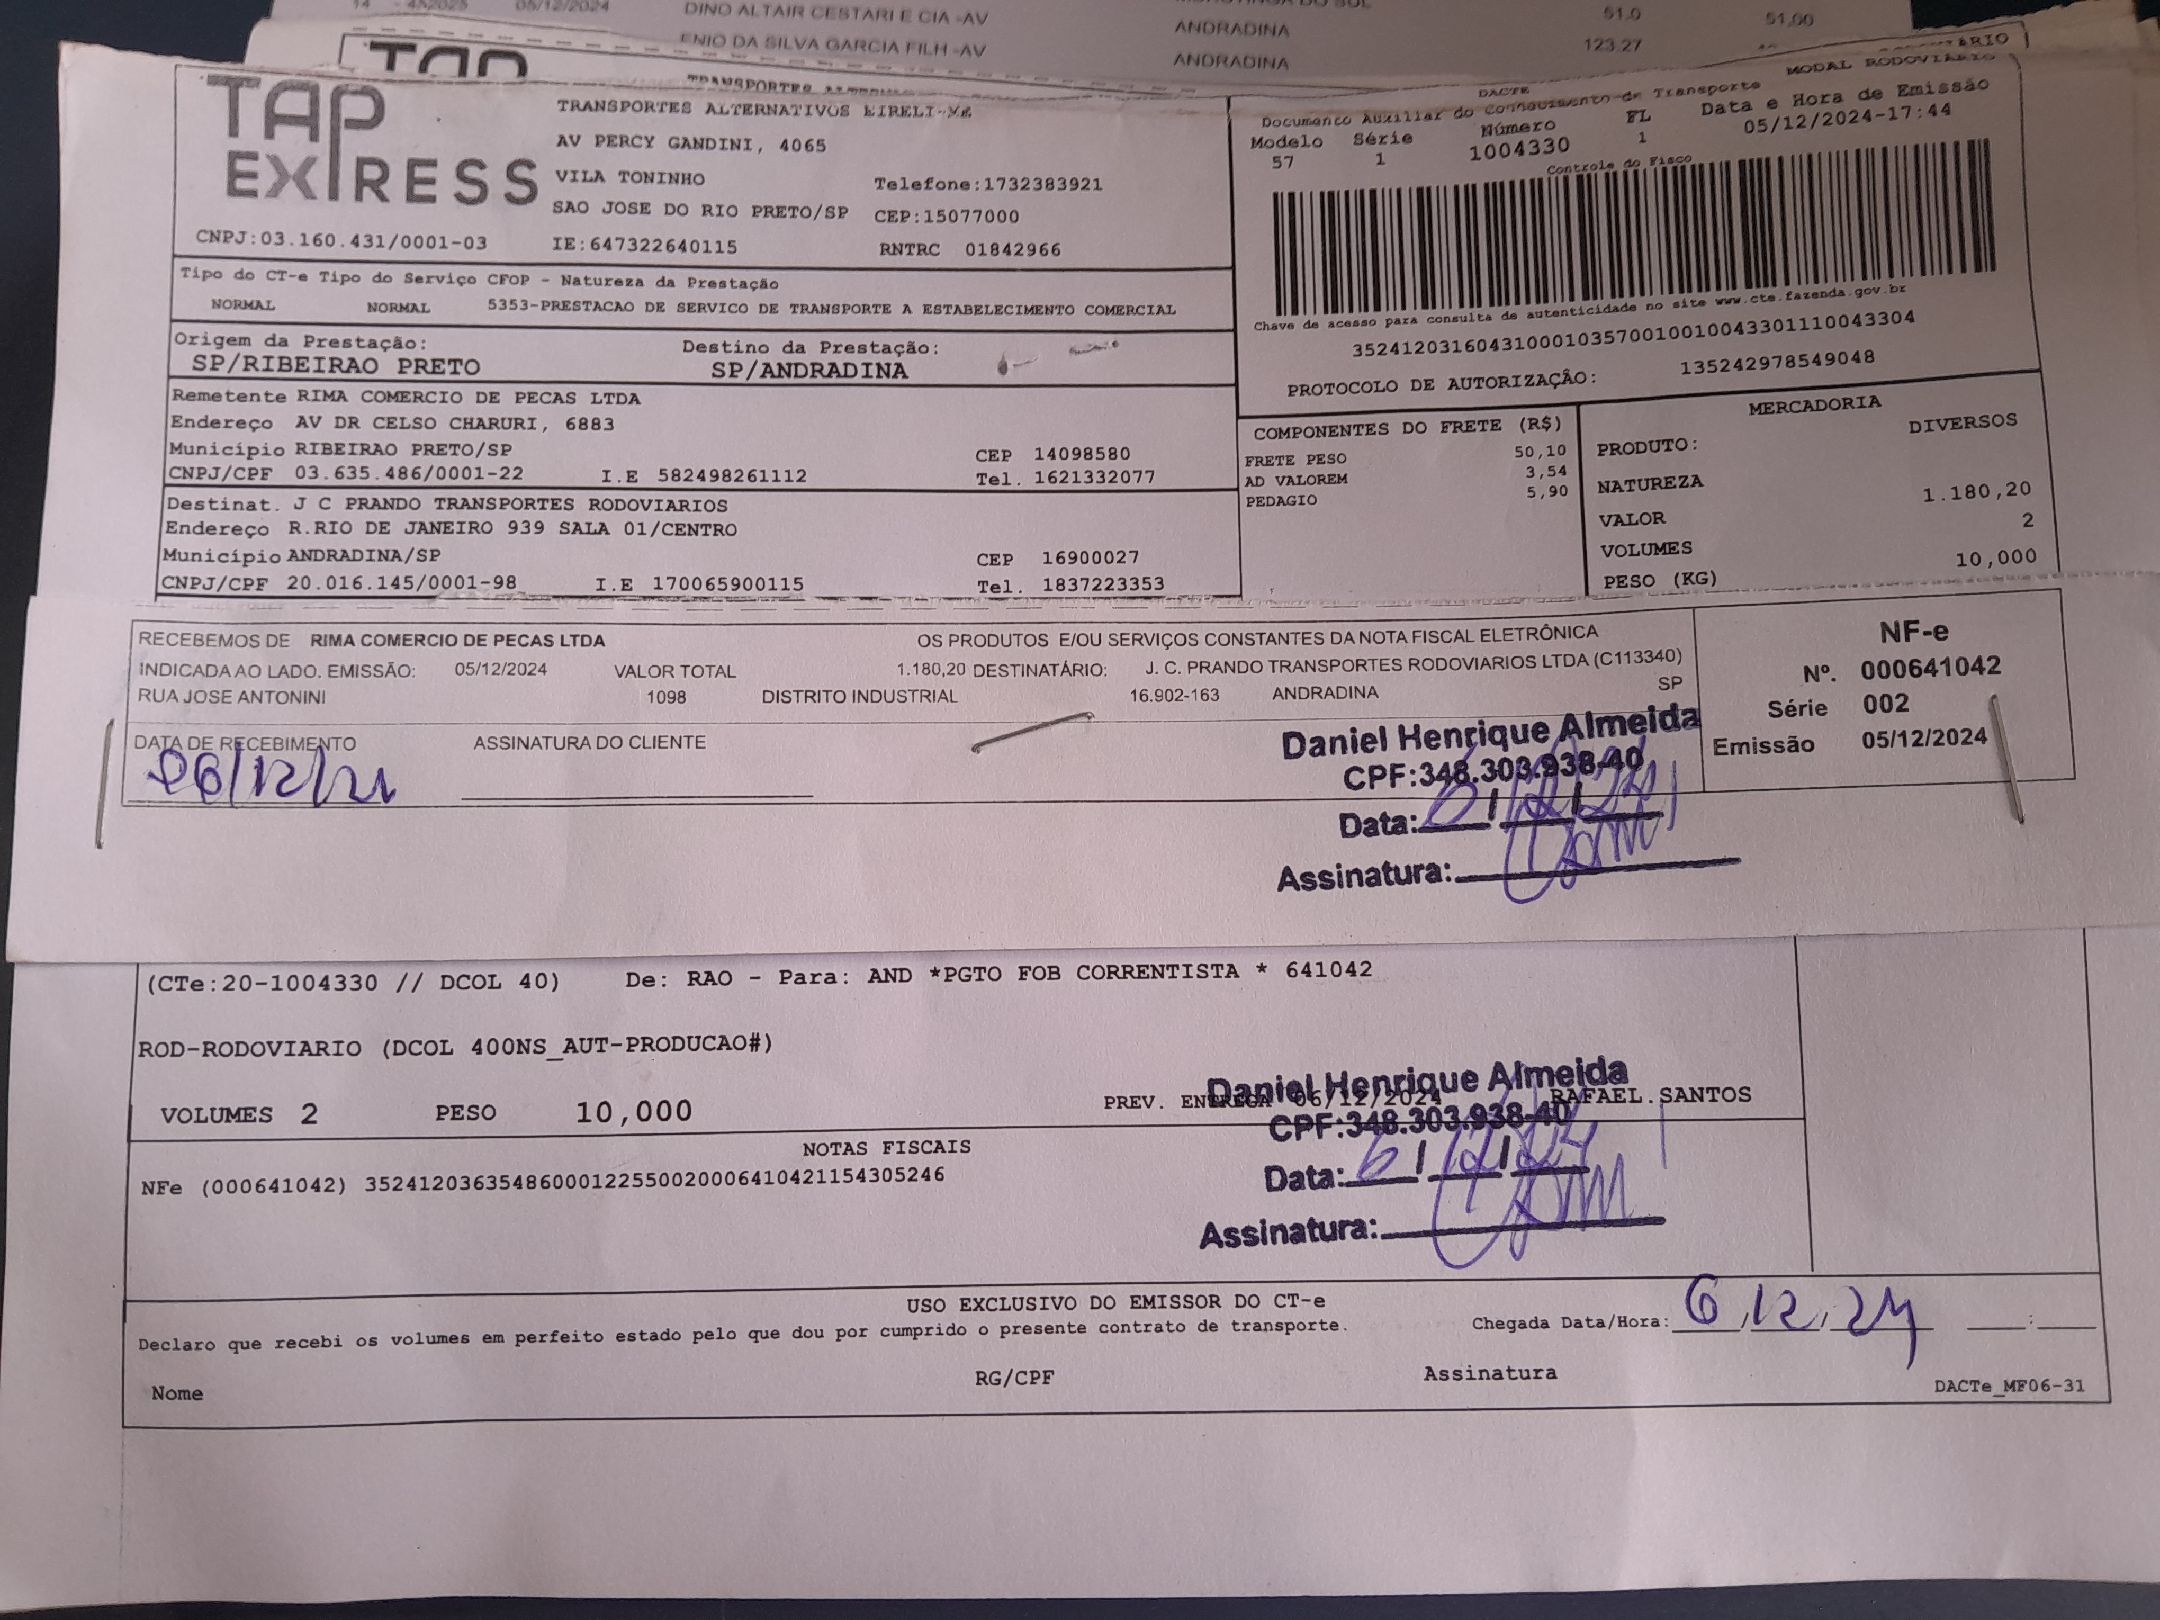 05/12/2024 DINO ALTAIR CESTARI E CIA -AV ANDRADINA 51.0 51,00
ENIO DA SILVA GARCIA FILH-AV ANDRADINA 123.27
TAP
TAP EXPRESS
TRANSPORTES ALTERNATIVOS EIRELI-ME
AV PERCY GANDINI, 4065
VILA TONINHO Telefone:1732383921
SAO JOSE DO RIO PRETO/SP CEP:15077000
CNPJ:03.160.431/0001-03 IE:647322640115 RNTRC 01842966
DACTE MODAL RODOVIÁRIO
Documento Auxiliar do Conhecimento de Transporte
Modelo Série Número FL Data e Hora de Emissão
57 1 1004330 1 05/12/2024-17:44
Controle do Fisco
Chave de acesso para consulta de autenticidade no site www.cte.fazenda.gov.br
35241203160431000103570010010043301110043304
PROTOCOLO DE AUTORIZAÇÃO: 135242978549048
Tipo do CT-e Tipo do Serviço CFOP - Natureza da Prestação
NORMAL NORMAL 5353-PRESTACAO DE SERVICO DE TRANSPORTE A ESTABELECIMENTO COMERCIAL
Origem da Prestação: Destino da Prestação:
SP/RIBEIRAO PRETO SP/ANDRADINA
Remetente RIMA COMERCIO DE PECAS LTDA
Endereço AV DR CELSO CHARURI, 6883
Município RIBEIRAO PRETO/SP CEP 14098580
CNPJ/CPF 03.635.486/0001-22 I.E 582498261112 Tel. 1621332077
Destinat. J C PRANDO TRANSPORTES RODOVIARIOS
Endereço R.RIO DE JANEIRO 939 SALA 01/CENTRO
Município ANDRADINA/SP CEP 16900027
CNPJ/CPF 20.016.145/0001-98 I.E 170065900115 Tel. 1837223353
COMPONENTES DO FRETE (R$)
FRETE PESO 50,10
AD VALOREM 3,54
PEDAGIO 5,90
MERCADORIA
PRODUTO: DIVERSOS
NATUREZA
VALOR 1.180,20
VOLUMES 2
PESO (KG) 10,000
RECEBEMOS DE RIMA COMERCIO DE PECAS LTDA OS PRODUTOS E/OU SERVIÇOS CONSTANTES DA NOTA FISCAL ELETRÔNICA
INDICADA AO LADO. EMISSÃO: 05/12/2024 VALOR TOTAL 1.180,20 DESTINATÁRIO: J. C. PRANDO TRANSPORTES RODOVIARIOS LTDA (C113340)
RUA JOSE ANTONINI 1098 DISTRITO INDUSTRIAL 16.902-163 ANDRADINA SP
DATA DE RECEBIMENTO ASSINATURA DO CLIENTE
NF-e
Nº. 000641042
Série 002
Emissão 05/12/2024
Daniel Henrique Almeida
CPF:348.303.938-40
Data:
Assinatura:
(CTe:20-1004330 // DCOL 40) De: RAO - Para: AND *PGTO FOB CORRENTISTA * 641042
ROD-RODOVIARIO (DCOL 400NS_AUT-PRODUCAO#)
VOLUMES 2 PESO 10,000 PREV. ENTREGA 06/12/2024 RAFAEL.SANTOS
Daniel Henrique Almeida
CPF:348.303.938-40
Data: 6/12/24
Assinatura:
NOTAS FISCAIS
NFe (000641042) 35241203635486000122550020006410421154305246
USO EXCLUSIVO DO EMISSOR DO CT-e
Declaro que recebi os volumes em perfeito estado pelo que dou por cumprido o presente contrato de transporte. Chegada Data/Hora: 6/12/24 :
Nome RG/CPF Assinatura
DACTe_MF06-31